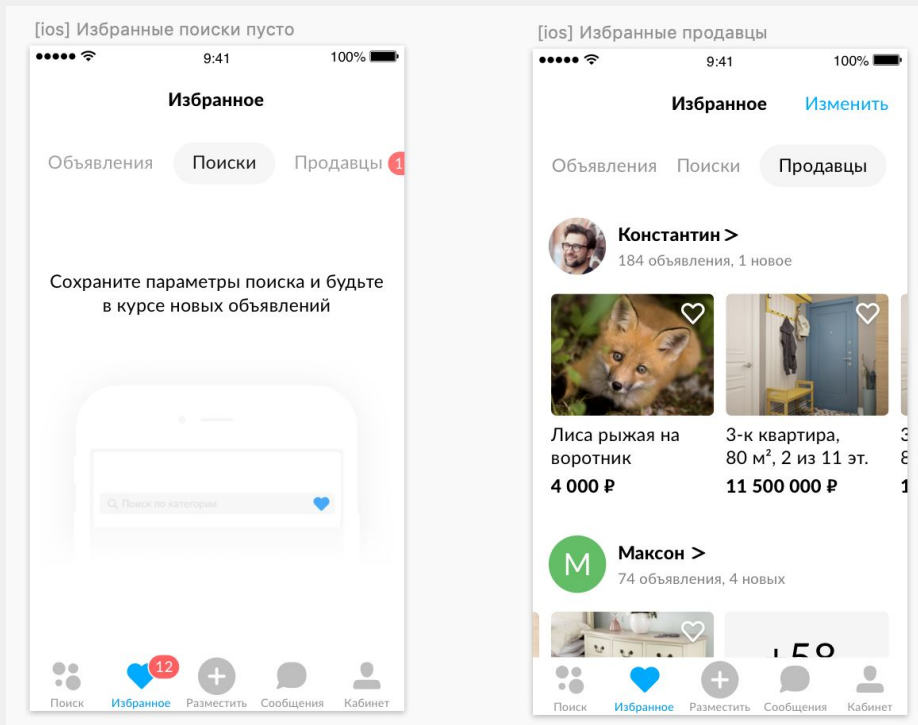 [ios] Избранные поиски пусто
9:41
100%
Избранное
Объявления
Поиски
Продавцы
1
Сохраните параметры поиска и будьте
в курсе новых объявлений
Поиск по категории
12
Поиск
Избранное
Разместить
Сообщения
Кабинет
[ios] Избранные продавцы
9:41
100%
Избранное
Изменить
Объявления
Поиски
Продавцы
Константин >
184 объявления, 1 новое
Лиса рыжая на
воротник
4 000 ₽
3-к квартира,
80 м², 2 из 11 эт.
11 500 000 ₽
М
Максон >
74 объявления, 4 новых
+58
Поиск
Избранное
Разместить
Сообщения
Кабинет